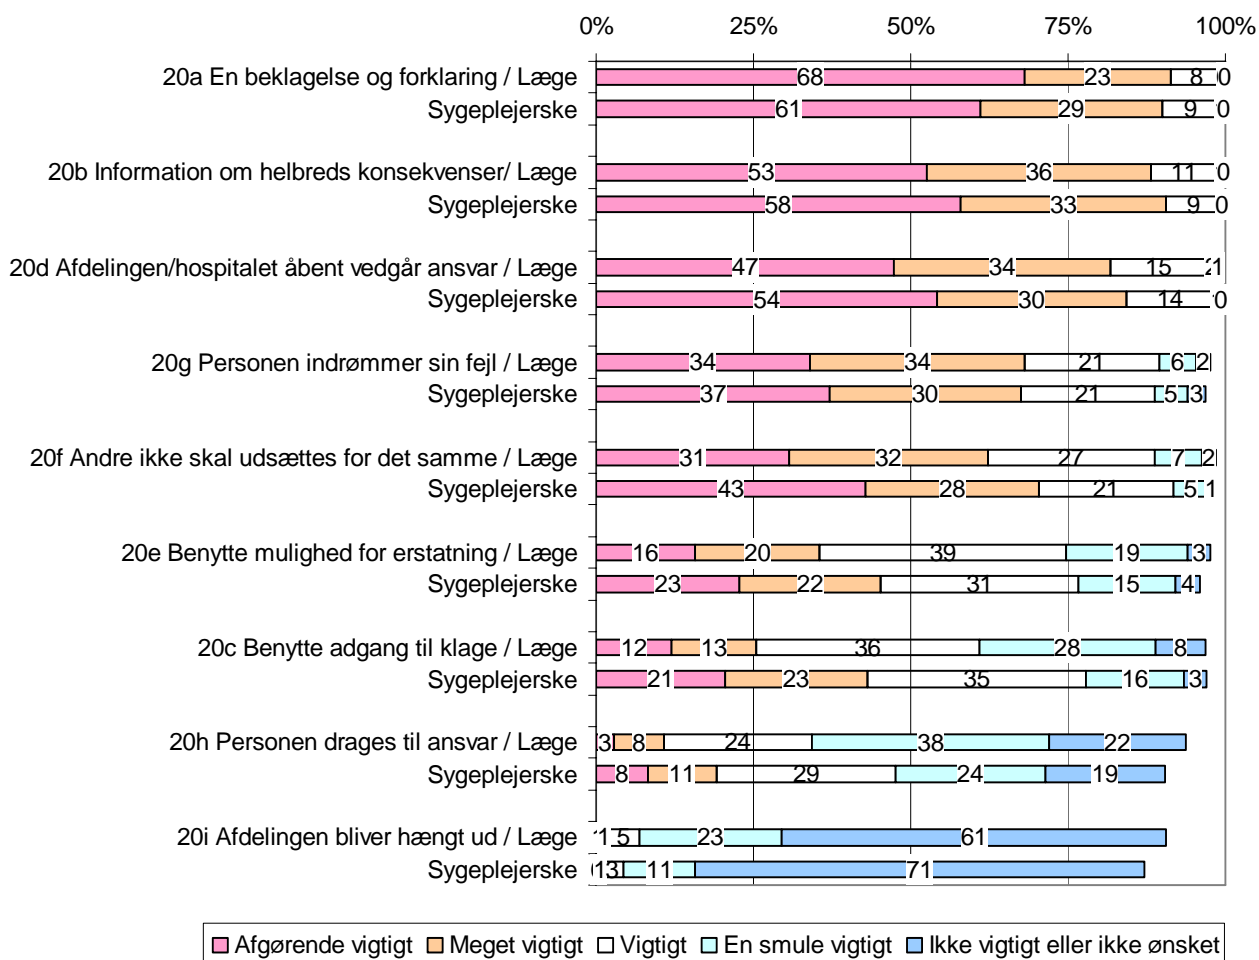 0% 25% 50% 75% 100%
20a En beklagelse og forklaring / Læge 68 23 8 0
Sygeplejerske 61 29 9 0
20b Information om helbreds konsekvenser/ Læge 53 36 11 0
Sygeplejerske 58 33 9 0
20d Afdelingen/hospitalet åbent vedgår ansvar / Læge 47 34 15 2 1
Sygeplejerske 54 30 14 0
20g Personen indrømmer sin fejl / Læge 34 34 21 6 2
Sygeplejerske 37 30 21 5 3
20f Andre ikke skal udsættes for det samme / Læge 31 32 27 7 2
Sygeplejerske 43 28 21 5 1
20e Benytte mulighed for erstatning / Læge 16 20 39 19 3
Sygeplejerske 23 22 31 15 4
20c Benytte adgang til klage / Læge 12 13 36 28 8
Sygeplejerske 21 23 35 16 3
20h Personen drages til ansvar / Læge 3 8 24 38 22
Sygeplejerske 8 11 29 24 19
20i Afdelingen bliver hængt ud / Læge 1 5 23 61
Sygeplejerske 1 3 11 71
Afgørende vigtigt Meget vigtigt Vigtigt En smule vigtigt Ikke vigtigt eller ikke ønsket